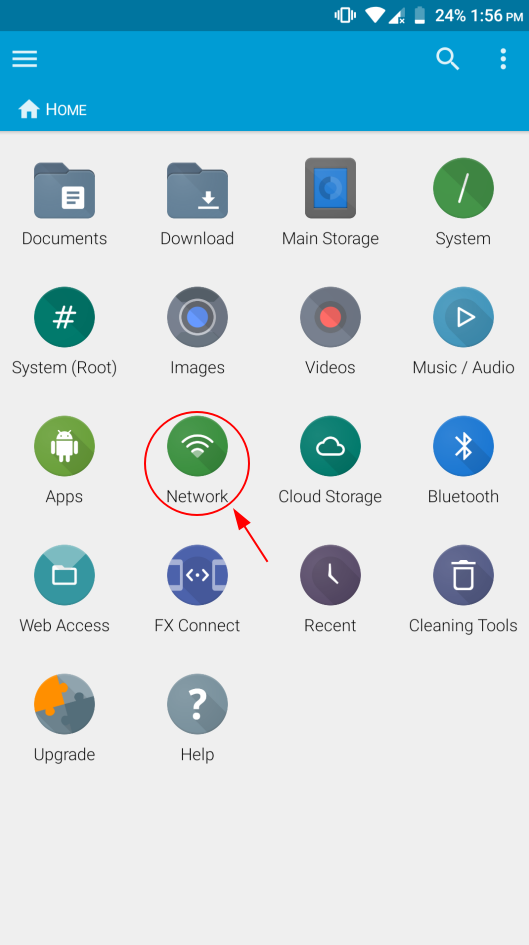 24% 1:56 PM
HOME
Documents
Download
Main Storage
/
System
#
System (Root)
Images
Videos
Music / Audio
Apps
Network
Cloud Storage
Bluetooth
Web Access
FX Connect
Recent
Cleaning Tools
Upgrade
?
Help